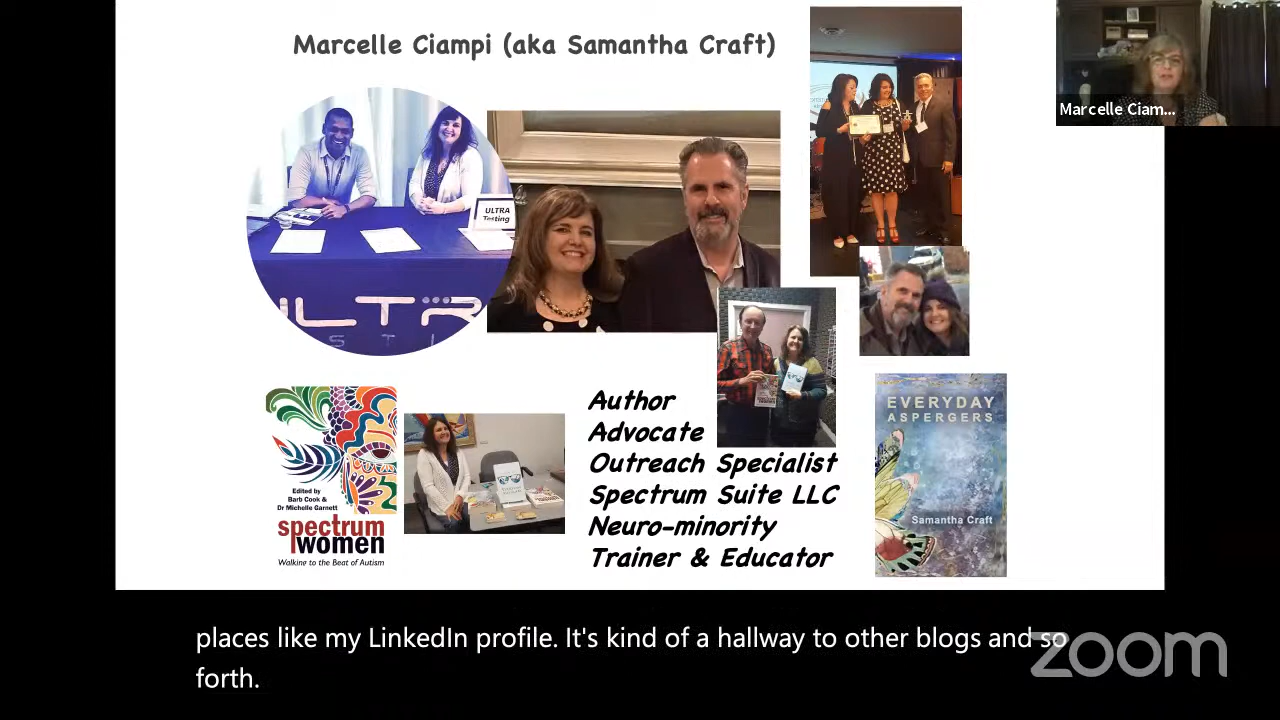 Marcelle Ciampi (aka Samantha Craft)
Marcelle Ciam...
ULTRA
Testing
ULTR
Edited by
Barb Cook &
Dr Michelle Garnett
spectrum
women
Walking to the Beat of Autism
Author
Advocate
Outreach Specialist
Spectrum Suite LLC
Neuro-minority
Trainer & Educator
EVERYDAY
ASPERGERS
Samantha Craft
places like my LinkedIn profile. It's kind of a hallway to other blogs and so
forth.
zoom